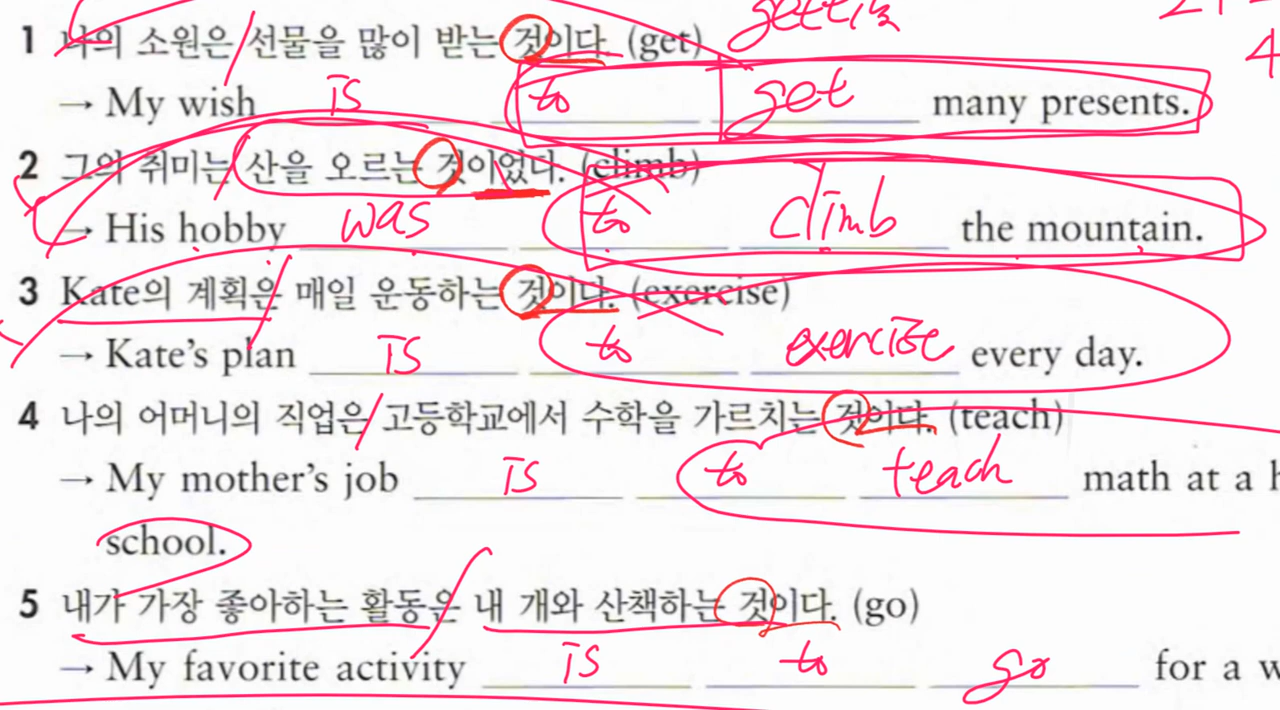 1 나의 소원은 선물을 많이 받는 것이다. (get)
→ My wish is to get many presents.
2 그의 취미는 산을 오르는 것이었다. (climb)
→ His hobby was to climb the mountain.
3 Kate의 계획은 매일 운동하는 것이다. (exercise)
→ Kate's plan is to exercise every day.
4 나의 어머니의 직업은 고등학교에서 수학을 가르치는 것이다. (teach)
→ My mother's job is to teach math at a
school.
5 내가 가장 좋아하는 활동은 내 개와 산책하는 것이다. (go)
→ My favorite activity is to go for a